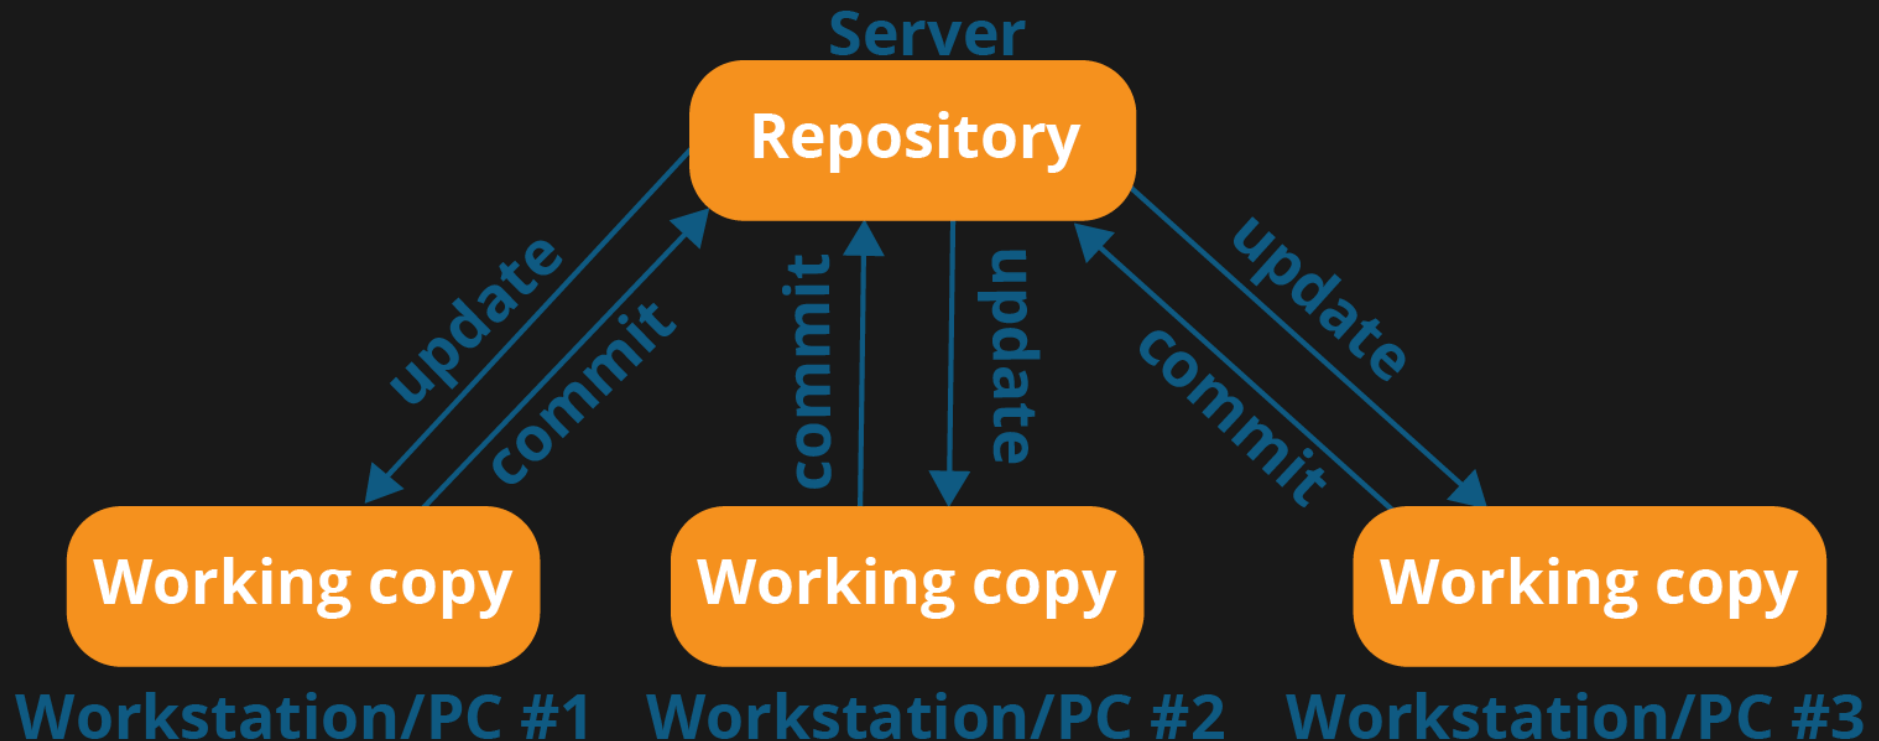 Server
Repository
update
commit
commit
update
update
commit
Working copy
Working copy
Working copy
Workstation/PC #1
Workstation/PC #2
Workstation/PC #3